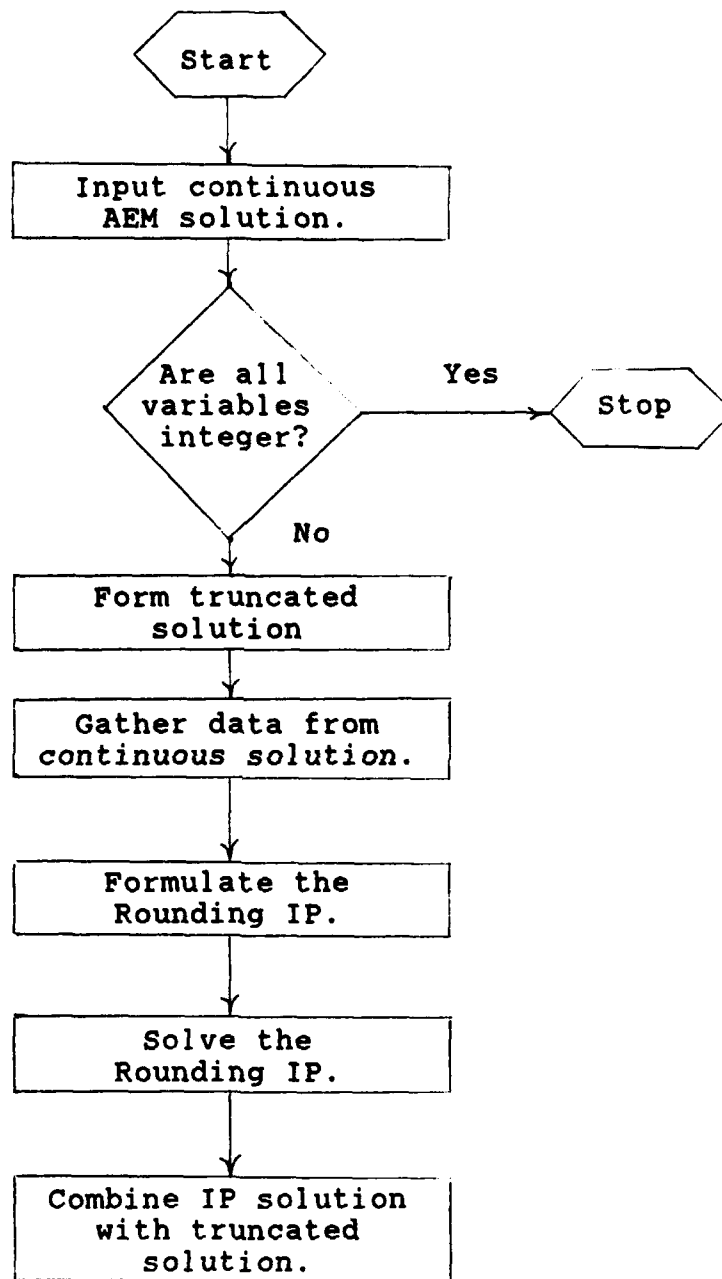 Start
Input continuous
AEM solution.
Are all
variables
integer?
Yes
Stop
No
Form truncated
solution
Gather data from
continuous solution.
Formulate the
Rounding IP.
Solve the
Rounding IP.
Combine IP solution
with truncated
solution.